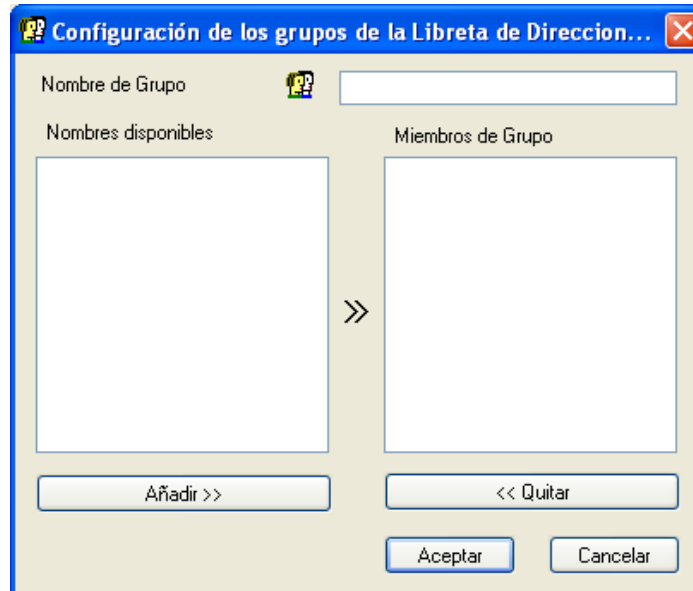 Configuración de los grupos de la Libreta de Direccion...
Nombre de Grupo
Nombres disponibles
Miembros de Grupo
>>
Añadir >>
<< Quitar
Aceptar
Cancelar